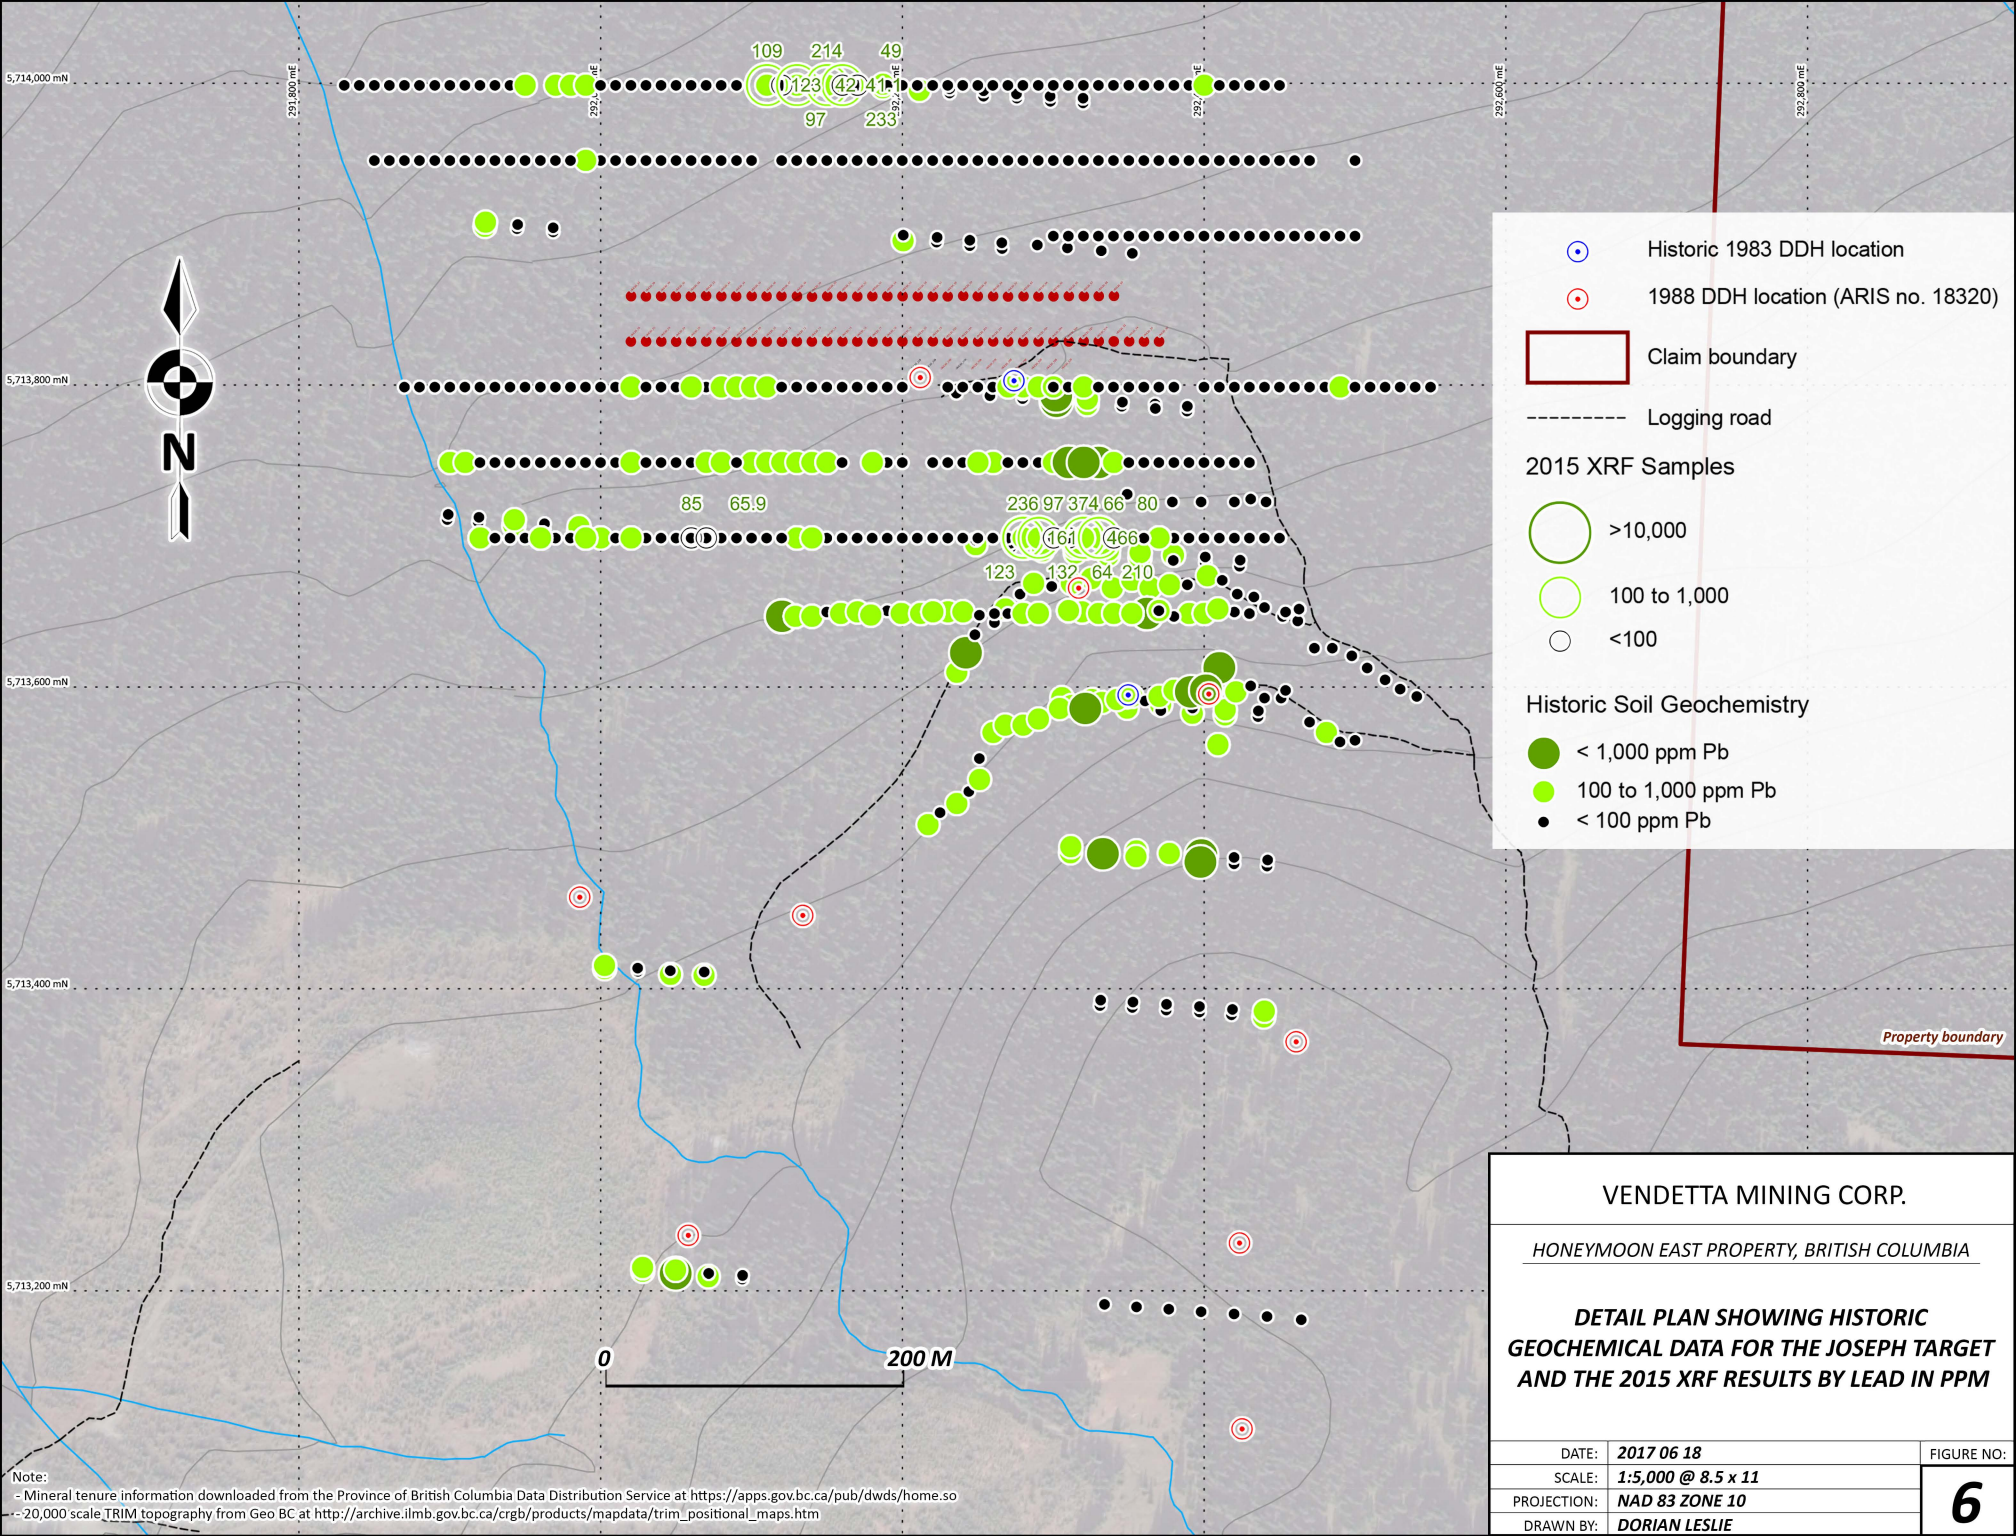 109 214 49
5,714,000 mN
291,800 mE
292,600 mE
292,800 mE
123 42 41
97 233
Historic 1983 DDH location
1988 DDH location (ARIS no. 18320)
Claim boundary
Logging road
2015 XRF Samples
>10,000
100 to 1,000
<100
Historic Soil Geochemistry
< 1,000 ppm Pb
100 to 1,000 ppm Pb
< 100 ppm Pb
N
5,713,800 mN
85 65.9 236 97 374 66 80
161 466
123 132 64 210
5,713,600 mN
5,713,400 mN
Property boundary
5,713,200 mN
0 200 M
VENDETTA MINING CORP.
HONEYMOON EAST PROPERTY, BRITISH COLUMBIA
DETAIL PLAN SHOWING HISTORIC
GEOCHEMICAL DATA FOR THE JOSEPH TARGET
AND THE 2015 XRF RESULTS BY LEAD IN PPM
DATE: 2017 06 18
FIGURE NO:
SCALE: 1:5,000 @ 8.5 x 11
PROJECTION: NAD 83 ZONE 10
DRAWN BY: DORIAN LESLIE
6
Note:
- Mineral tenure information downloaded from the Province of British Columbia Data Distribution Service at https://apps.gov.bc.ca/pub/dwds/home.so
- 20,000 scale TRIM topography from Geo BC at http://archive.ilmb.gov.bc.ca/crgb/products/mapdata/trim_positional_maps.htm